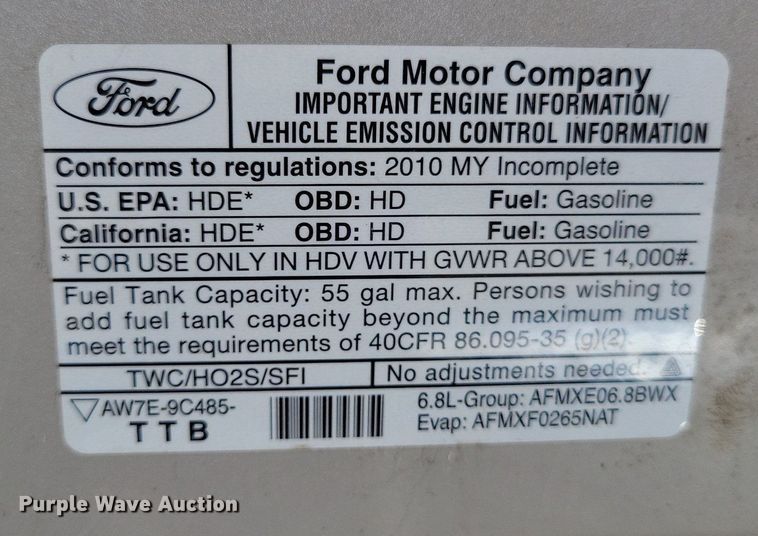 Ford
Ford Motor Company
IMPORTANT ENGINE INFORMATION/
VEHICLE EMISSION CONTROL INFORMATION
Conforms to regulations: 2010 MY Incomplete
U.S. EPA: HDE* OBD: HD Fuel: Gasoline
California: HDE* OBD: HD Fuel: Gasoline
* FOR USE ONLY IN HDV WITH GVWR ABOVE 14,000#.
Fuel Tank Capacity: 55 gal max. Persons wishing to
add fuel tank capacity beyond the maximum must
meet the requirements of 40CFR 86.095-35 (g)(2).
TWC/HO2S/SFI No adjustments needed.
AW7E-9C485-
TTB
6.8L-Group: AFMXE06.8BWX
Evap: AFMXF0265NAT
Purple Wave Auction